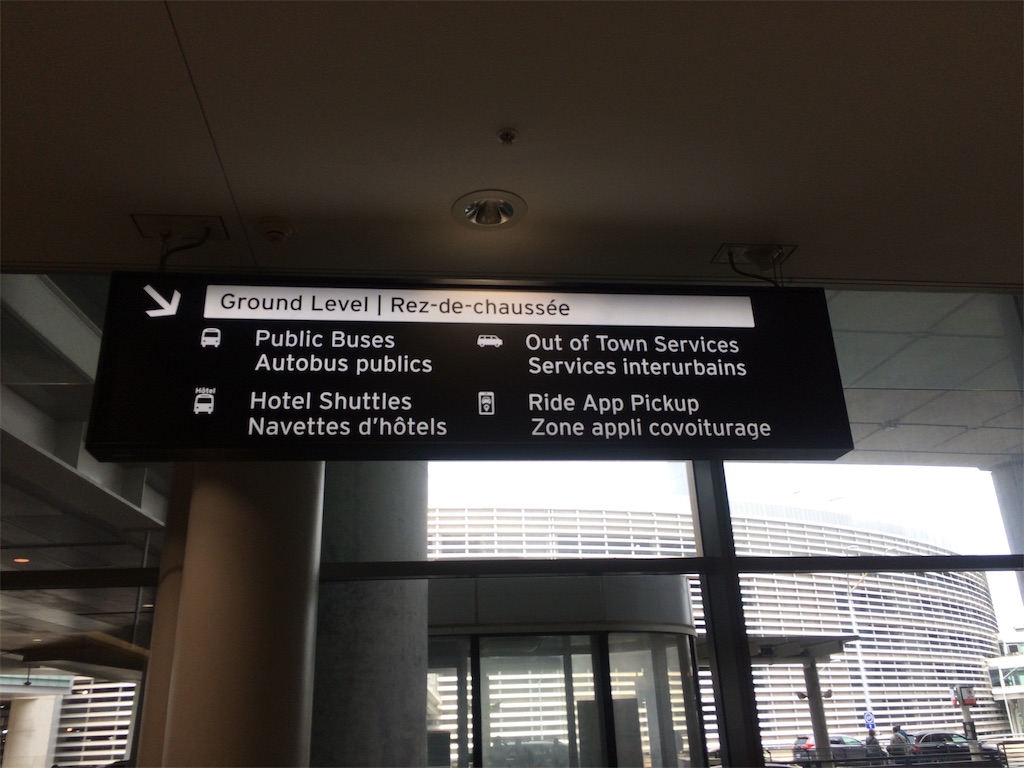 Ground Level | Rez-de-chaussée
Public Buses
Autobus publics
Out of Town Services
Services interurbains
Hôtel
Hotel Shuttles
Navettes d'hôtels
Ride App Pickup
Zone appli covoiturage